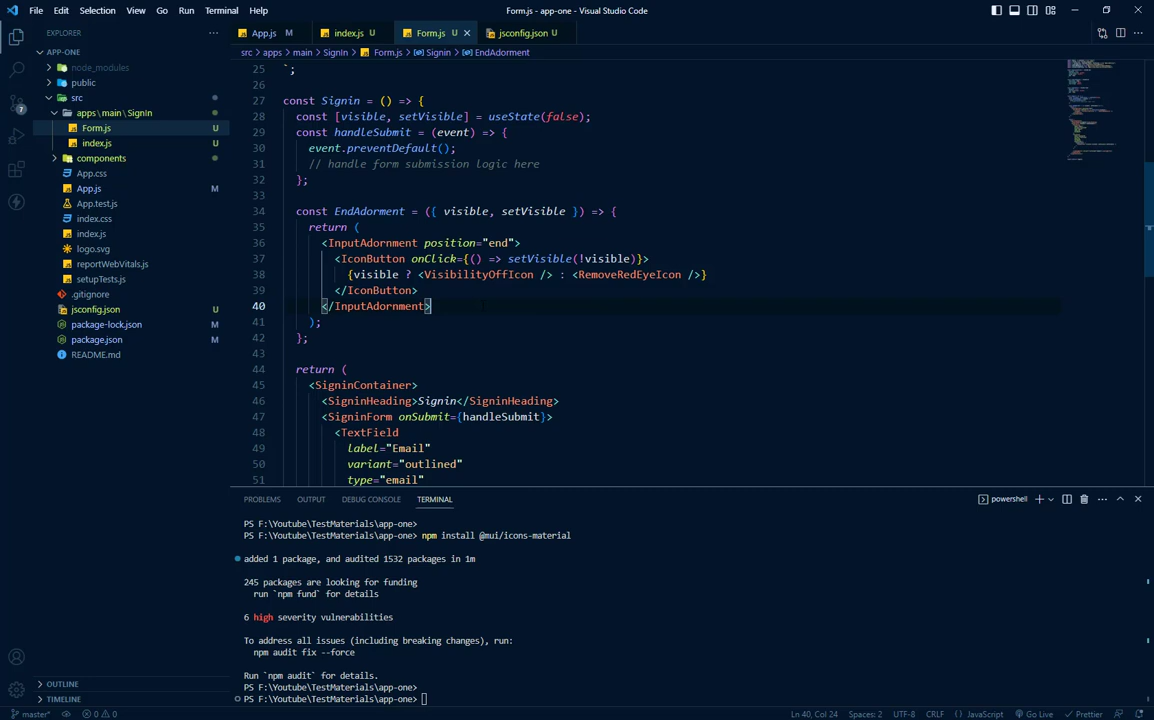 File Edit Selection View Go Run Terminal Help
Form.js - app-one - Visual Studio Code
EXPLORER
App.js M
index.js U
Form.js U
jsconfig.json U
APP-ONE
src > apps > main > SignIn > Form.js > Signin > EndAdorment
node_modules
public
src
apps\main\SignIn
Form.js U
index.js U
components
App.css
App.js M
App.test.js
index.css
index.js
logo.svg
reportWebVitals.js
setupTests.js
.gitignore
jsconfig.json U
package-lock.json M
package.json M
README.md
OUTLINE
TIMELINE
7
25 `;
26
27 const Signin = () => {
28 const [visible, setVisible] = useState(false);
29 const handleSubmit = (event) => {
30 event.preventDefault();
31 // handle form submission logic here
32 };
33
34 const EndAdorment = ({ visible, setVisible }) => {
35 return (
36 <InputAdornment position="end">
37 <IconButton onClick={() => setVisible(!visible)}>
38 {visible ? <VisibilityOffIcon /> : <RemoveRedEyeIcon />}
39 </IconButton>
40 </InputAdornment>
41 );
42 };
43
44 return (
45 <SigninContainer>
46 <SigninHeading>Signin</SigninHeading>
47 <SigninForm onSubmit={handleSubmit}>
48 <TextField
49 label="Email"
50 variant="outlined"
51 type="email"
PROBLEMS OUTPUT DEBUG CONSOLE TERMINAL
powershell
PS F:\Youtube\TestMaterials\app-one>
PS F:\Youtube\TestMaterials\app-one> npm install @mui/icons-material
added 1 package, and audited 1532 packages in 1m
245 packages are looking for funding
run `npm fund` for details
6 high severity vulnerabilities
To address all issues (including breaking changes), run:
npm audit fix --force
Run `npm audit` for details.
PS F:\Youtube\TestMaterials\app-one>
PS F:\Youtube\TestMaterials\app-one>
master* 0 0
Ln 40, Col 24 Spaces: 2 UTF-8 CRLF {} JavaScript Go Live Prettier